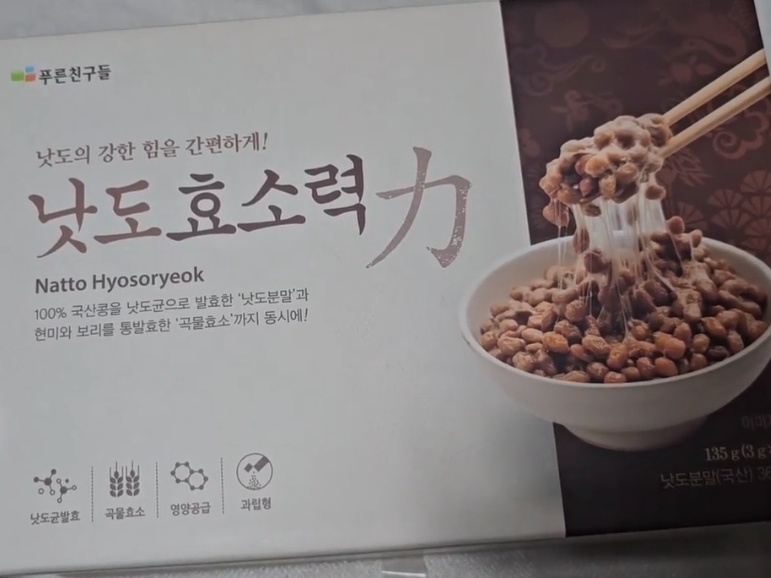 푸른친구들
낫도의 강한 힘을 간편하게!
낫도효소력力
Natto Hyosoryeok
100% 국산콩을 낫도균으로 발효한 '낫도분말'과
현미와 보리를 통발효한 '곡물효소'까지 동시에!
낫도균발효
곡물효소
영양공급
과립형
135 g (3 g
낫도분말(국산) 36